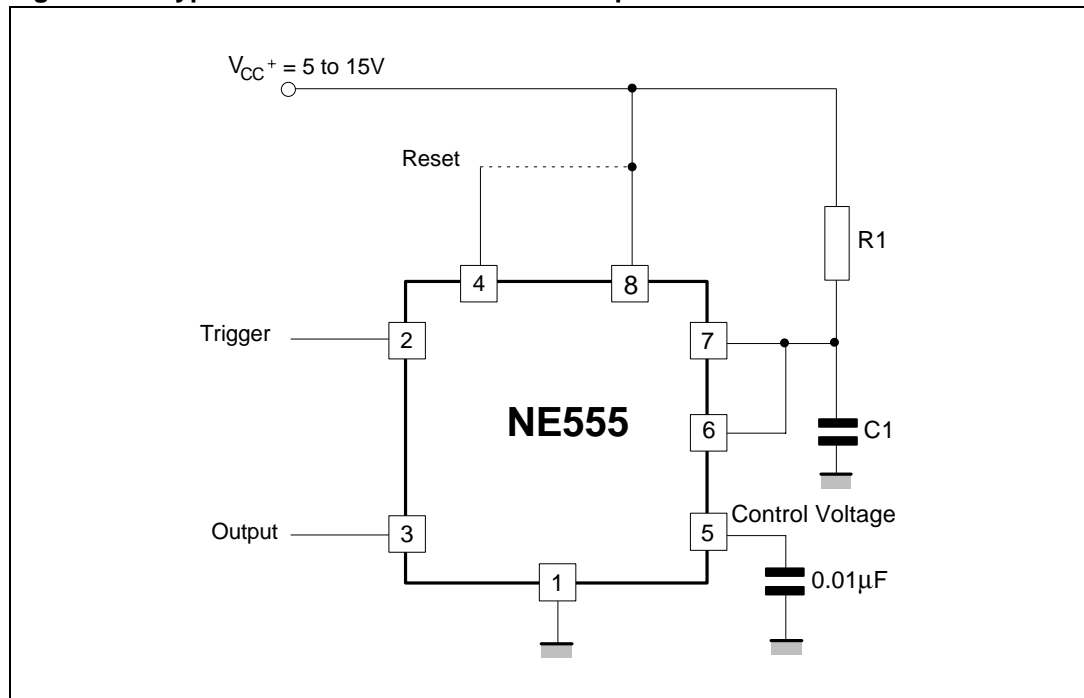 V_CC+ = 5 to 15V
Reset
R1
4
8
Trigger
2
7
NE555
6
C1
Control Voltage
Output
3
5
1
0.01μF